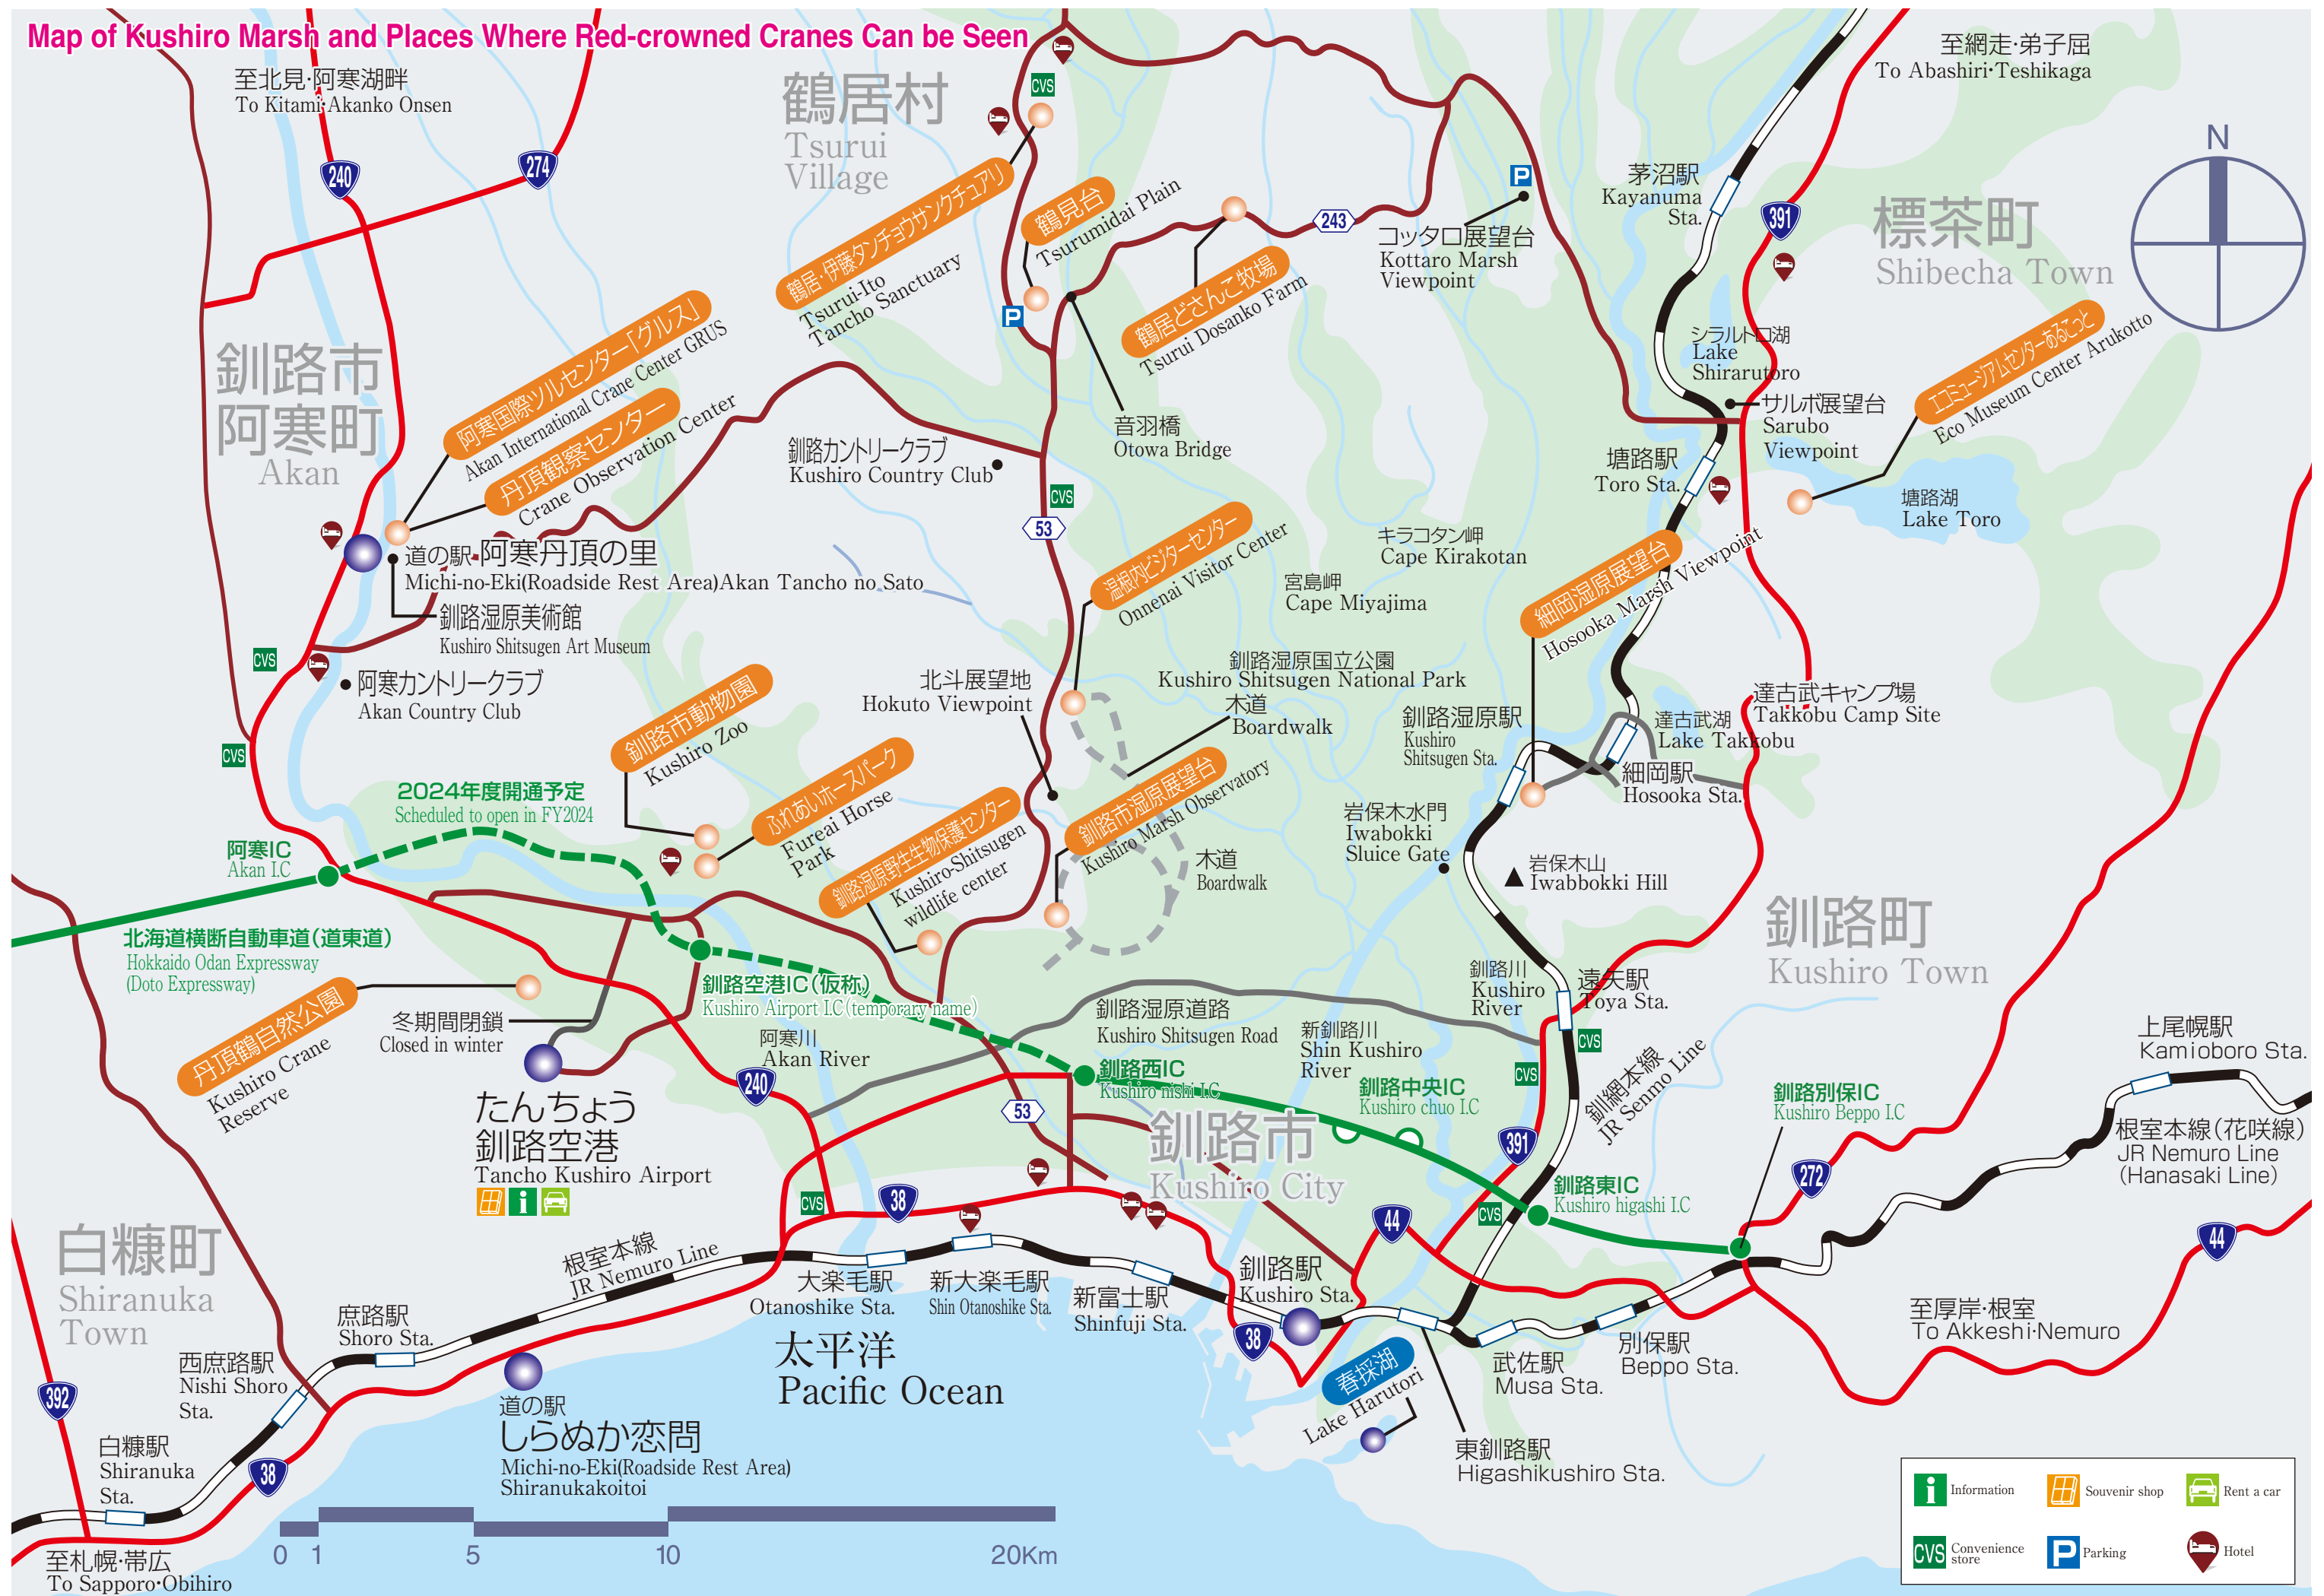 Map of Kushiro Marsh and Places Where Red-crowned Cranes Can be Seen
至北見・阿寒湖畔
To Kitami・Akanko Onsen
240
274
鶴居村
Tsurui
Village
CVS
至網走・弟子屈
To Abashiri・Teshikaga
N
茅沼駅
Kayanuma
Sta.
391
標茶町
Shibecha Town
鶴居・伊藤タンチョウサンクチュアリ
Tsurui-Ito
Tancho Sanctuary
鶴見台
Tsurumidai Plain
P
鶴居どさんこ牧場
Tsurui Dosanko Farm
243
P
コッタロ展望台
Kottaro Marsh
Viewpoint
シラルトロ湖
Lake
Shirarutoro
サルボ展望台
Sarubo
Viewpoint
エコミュージアムセンターあるこっと
Eco Museum Center Arukotto
塘路駅
Toro Sta.
塘路湖
Lake Toro
釧路市
阿寒町
Akan
阿寒国際ツルセンター「グルス」
Akan International Crane Center GRUS
丹頂観察センター
Crane Observation Center
道の駅・阿寒丹頂の里
Michi-no-Eki(Roadside Rest Area)Akan Tancho no Sato
釧路湿原美術館
Kushiro Shitsugen Art Museum
釧路カントリークラブ
Kushiro Country Club
音羽橋
Otowa Bridge
CVS
53
温根内ビジターセンター
Onnenai Visitor Center
キラコタン岬
Cape Kirakotan
宮島岬
Cape Miyajima
細岡湿原展望台
Hosooka Marsh Viewpoint
釧路湿原国立公園
Kushiro Shitsugen National Park
木道
Boardwalk
CVS
阿寒カントリークラブ
Akan Country Club
CVS
釧路市動物園
Kushiro Zoo
ふれあいホースパーク
Fureai Horse
Park
北斗展望地
Hokuto Viewpoint
釧路湿原野生生物保護センター
Kushiro-Shitsugen
wildlife center
釧路市湿原展望台
Kushiro Marsh Observatory
木道
Boardwalk
釧路湿原駅
Kushiro
Shitsugen Sta.
達古武キャンプ場
Takkobu Camp Site
達古武湖
Lake Takkobu
細岡駅
Hosooka Sta.
岩保木水門
Iwabokki
Sluice Gate
岩保木山
Iwabbokki Hill
2024年度開通予定
Scheduled to open in FY2024
阿寒IC
Akan I.C
北海道横断自動車道(道東道)
Hokkaido Odan Expressway
(Doto Expressway)
丹頂鶴自然公園
Kushiro Crane
Reserve
冬期間閉鎖
Closed in winter
釧路空港IC(仮称)
Kushiro Airport I.C(temporary name)
阿寒川
Akan River
240
たんちょう
釧路空港
Tancho Kushiro Airport
i
釧路湿原道路
Kushiro Shitsugen Road
新釧路川
Shin Kushiro
River
釧路川
Kushiro
River
遠矢駅
Toya Sta.
CVS
CVS
釧網本線
JR Senmo Line
釧路町
Kushiro Town
上尾幌駅
Kamioboro Sta.
釧路西IC
Kushiro nishi I.C
釧路中央IC
Kushiro chuo I.C
釧路別保IC
Kushiro Beppo I.C
53
391
272
根室本線(花咲線)
JR Nemuro Line
(Hanasaki Line)
釧路市
Kushiro City
釧路東IC
Kushiro higashi I.C
CVS
CVS
38
44
44
白糠町
Shiranuka
Town
根室本線
JR Nemuro Line
大楽毛駅
Otanoshike Sta.
新大楽毛駅
Shin Otanoshike Sta.
新富士駅
Shinfuji Sta.
釧路駅
Kushiro Sta.
38
庶路駅
Shoro Sta.
西庶路駅
Nishi Shoro
Sta.
392
白糠駅
Shiranuka
Sta.
38
太平洋
Pacific Ocean
道の駅
しらぬか恋問
Michi-no-Eki(Roadside Rest Area)
Shiranukakoitoi
春採湖
Lake Harutori
武佐駅
Musa Sta.
別保駅
Beppo Sta.
至厚岸・根室
To Akkeshi・Nemuro
東釧路駅
Higashikushiro Sta.
至札幌・帯広
To Sapporo・Obihiro
0 1 5 10 20Km
i Information
Souvenir shop
Rent a car
CVS Convenience
store
P Parking
Hotel